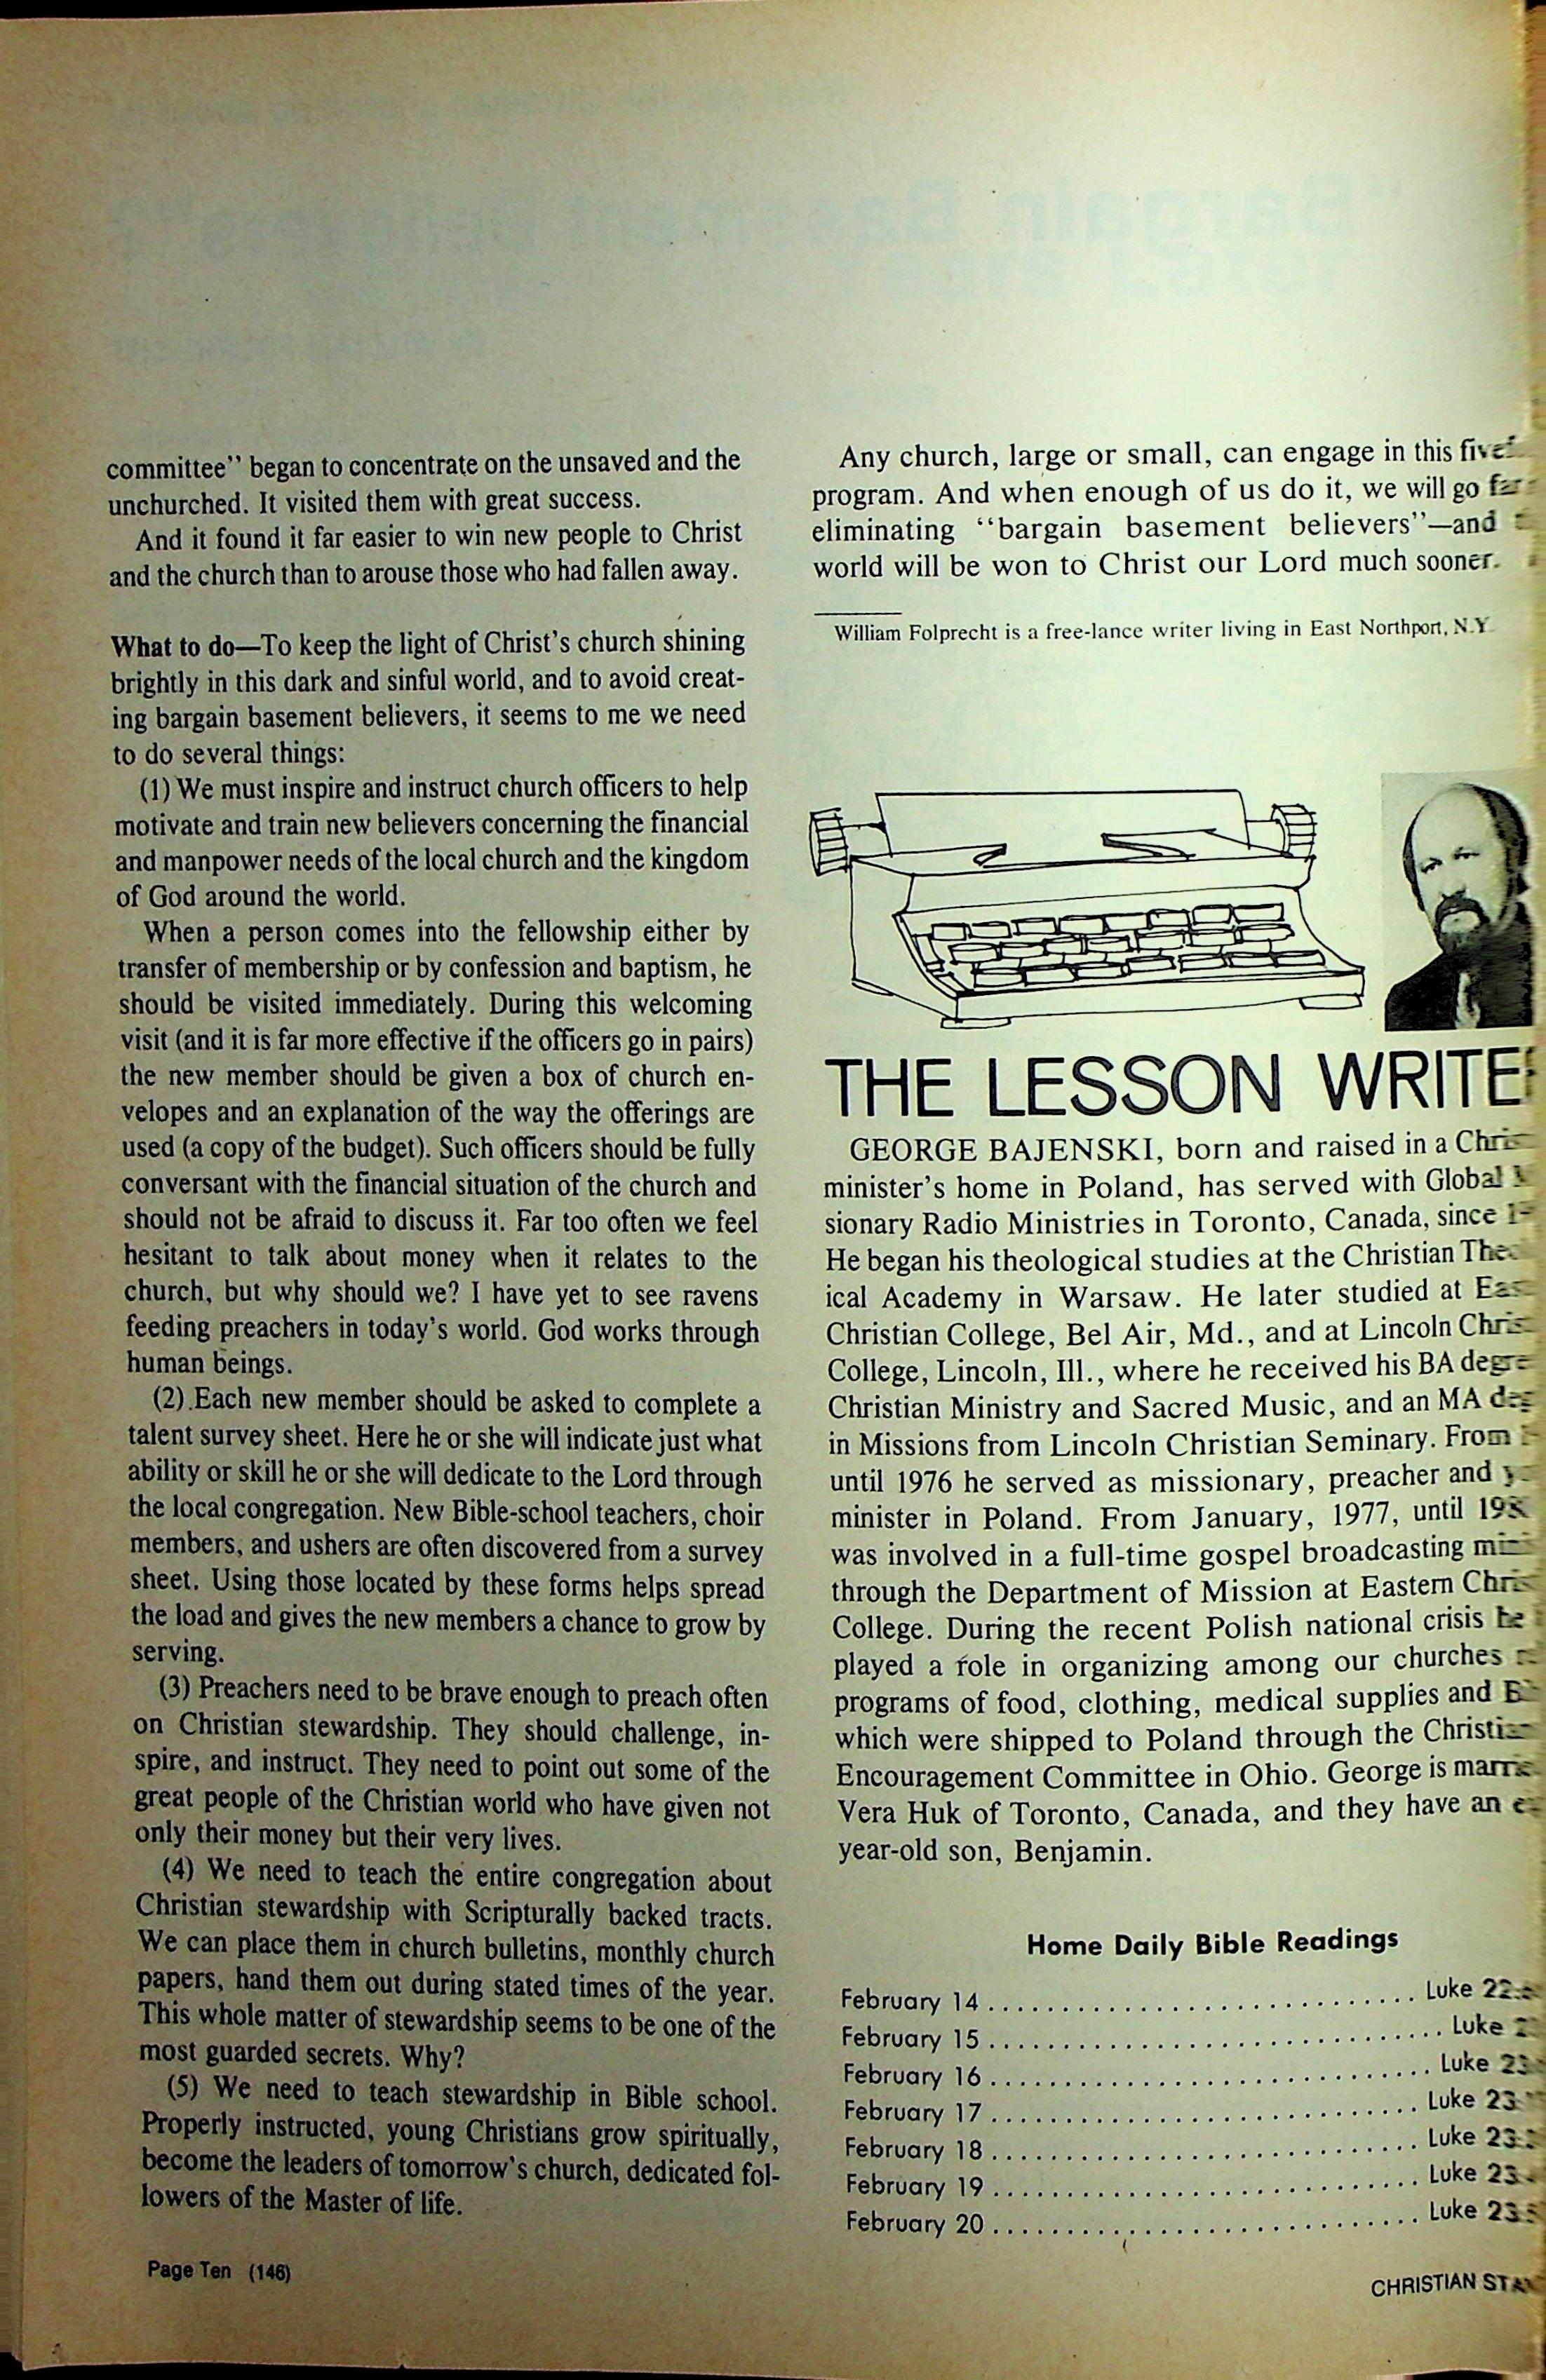 committee'' began to concentrate on the unsaved and the
unchurched. It visited them with great success.
And it found it far easier to win new people to Christ
and the church than to arouse those who had fallen away.
What to do—To keep the light of Christ's church shining
brightly in this dark and sinful world, and to avoid creat-
ing bargain basement believers, it seems to me we need
to do several things:
(1) We must inspire and instruct church officers to help
motivate and train new believers concerning the financial
and manpower needs of the local church and the kingdom
of God around the world.
When a person comes into the fellowship either by
transfer of membership or by confession and baptism, he
should be visited immediately. During this welcoming
visit (and it is far more effective if the officers go in pairs)
the new member should be given a box of church en-
velopes and an explanation of the way the offerings are
used (a copy of the budget). Such officers should be fully
conversant with the financial situation of the church and
should not be afraid to discuss it. Far too often we feel
hesitant to talk about money when it relates to the
church, but why should we? I have yet to see ravens
feeding preachers in today's world. God works through
human beings.
(2) Each new member should be asked to complete a
talent survey sheet. Here he or she will indicate just what
ability or skill he or she will dedicate to the Lord through
the local congregation. New Bible-school teachers, choir
members, and ushers are often discovered from a survey
sheet. Using those located by these forms helps spread
the load and gives the new members a chance to grow by
serving.
(3) Preachers need to be brave enough to preach often
on Christian stewardship. They should challenge, in-
spire, and instruct. They need to point out some of the
great people of the Christian world who have given not
only their money but their very lives.
(4) We need to teach the entire congregation about
Christian stewardship with Scripturally backed tracts.
We can place them in church bulletins, monthly church
papers, hand them out during stated times of the year.
This whole matter of stewardship seems to be one of the
most guarded secrets. Why?
(5) We need to teach stewardship in Bible school.
Properly instructed, young Christians grow spiritually,
become the leaders of tomorrow's church, dedicated fol-
lowers of the Master of life.
Page Ten (146)
Any church, large or small, can engage in this
program. And when enough of us do it, we will go
eliminating ''bargain basement believers''—and
world will be won to Christ our Lord much sooner.
William Folprecht is a free-lance writer living in East Northport, N.Y.
THE LESSON WRITE
GEORGE BAJENSKI, born and raised in a
minister's home in Poland, has served with Global
sionary Radio Ministries in Toronto, Canada, since
He began his theological studies at the Christian
ical Academy in Warsaw. He later studied at
Christian College, Bel Air, Md., and at Lincoln
College, Lincoln, Ill., where he received his BA
Christian Ministry and Sacred Music, and an MA
in Missions from Lincoln Christian Seminary. From
until 1976 he served as missionary, preacher and
minister in Poland. From January, 1977, until
was involved in a full-time gospel broadcasting
through the Department of Mission at Eastern
College. During the recent Polish national crisis he
played a role in organizing among our churches
programs of food, clothing, medical supplies and
which were shipped to Poland through the
Encouragement Committee in Ohio. George is
Vera Huk of Toronto, Canada, and they have an
year-old son, Benjamin.
Home Daily Bible Readings
February 14 Luke
February 15 Luke
February 16 Luke 23
February 17 Luke 23
February 18 Luke 23
February 19 Luke 23
February 20 Luke 23
CHRISTIAN